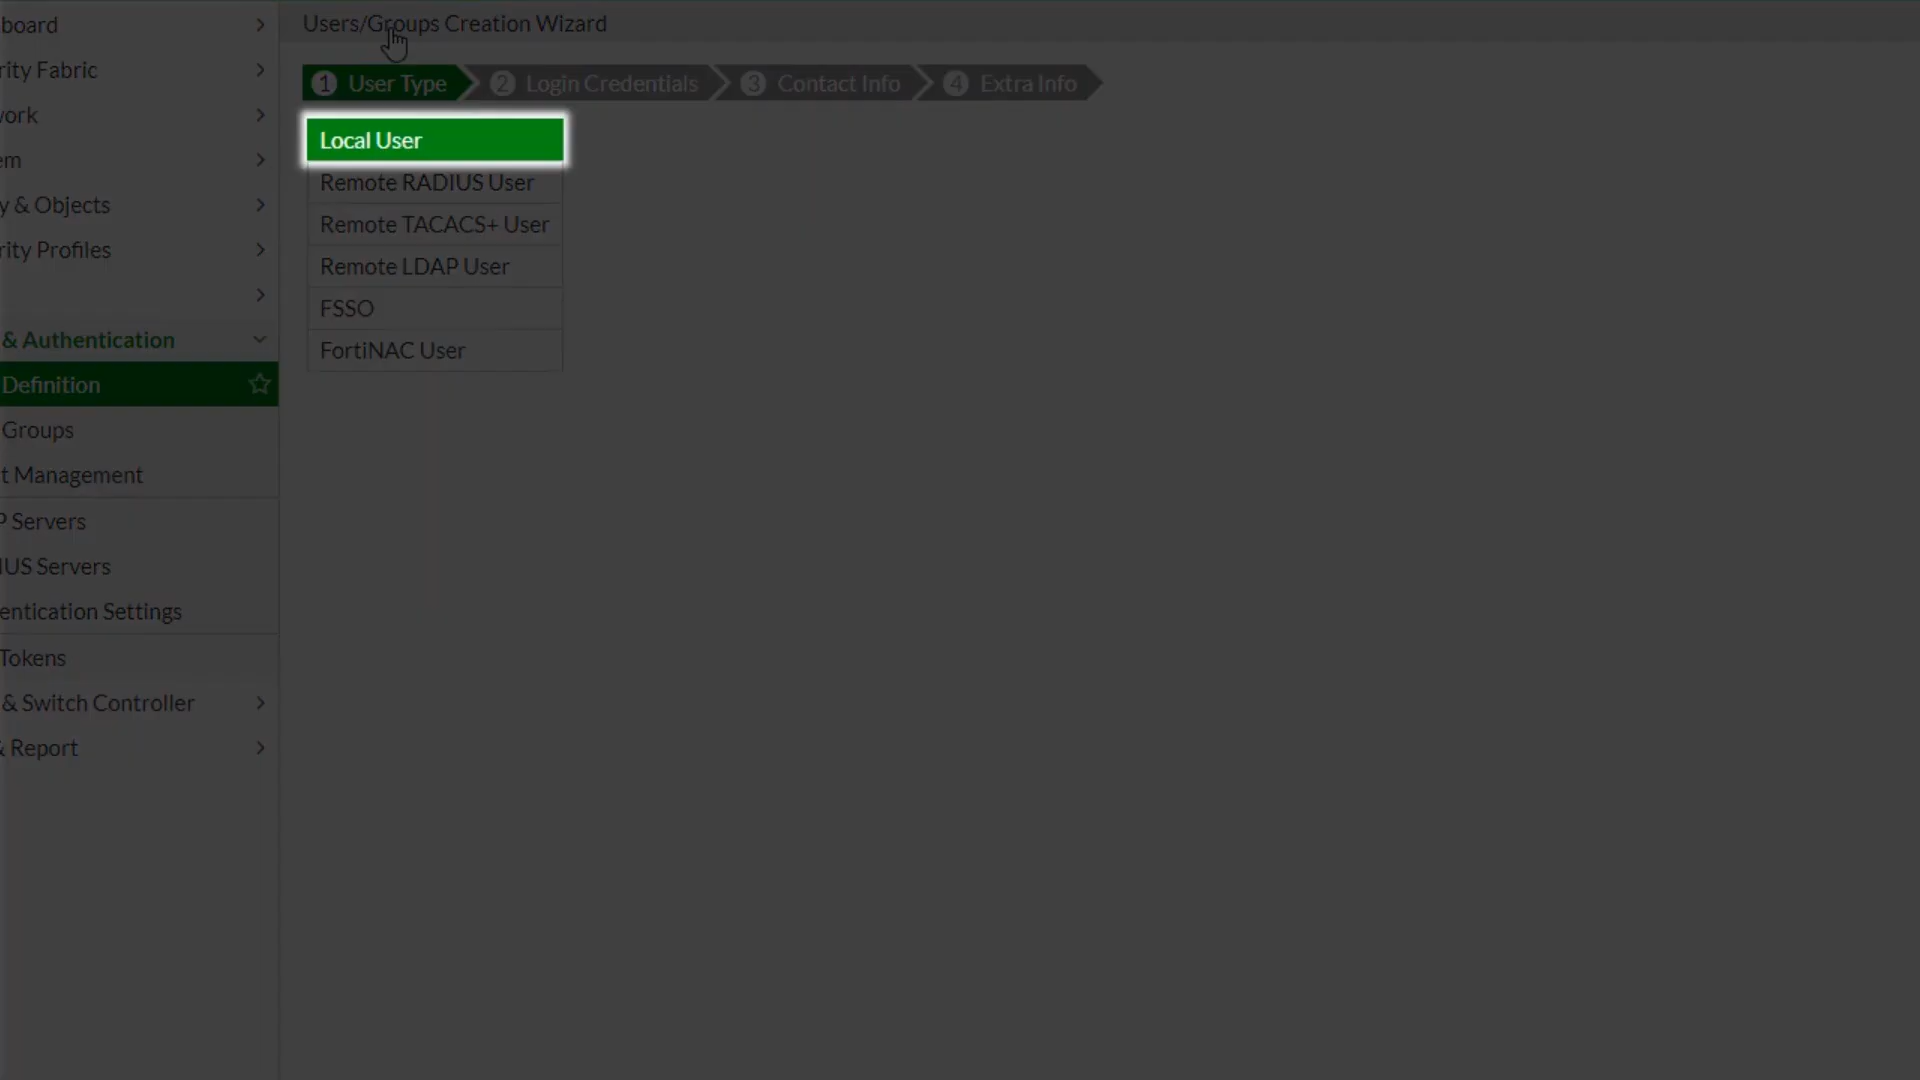 Users/Groups Creation Wizard
1 User Type 2 Login Credentials 3 Contact Info 4 Extra Info
Local User
Remote RADIUS User
Remote TACACS+ User
Remote LDAP User
FSSO
FortiNAC User
board
rity Fabric
work
em
y & Objects
rity Profiles
& Authentication
Definition
Groups
t Management
P Servers
IUS Servers
entication Settings
Tokens
& Switch Controller
& Report